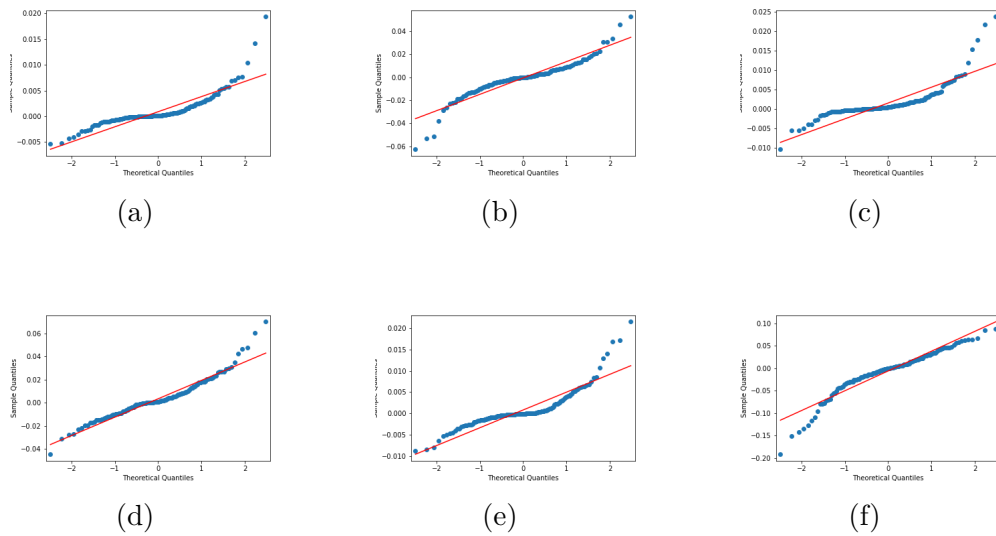 0.020
0.015
0.010
0.005
0.000
−0.005
Sample Quantiles
−2 −1 0 1 2
Theoretical Quantiles
(a)
0.04
0.02
0.00
−0.02
−0.04
−0.06
Sample Quantiles
−2 −1 0 1 2
Theoretical Quantiles
(b)
0.025
0.020
0.015
0.010
0.005
0.000
−0.005
−0.010
Sample Quantiles
−2 −1 0 1 2
Theoretical Quantiles
(c)
0.06
0.04
0.02
0.00
−0.02
−0.04
Sample Quantiles
−2 −1 0 1 2
Theoretical Quantiles
(d)
0.020
0.015
0.010
0.005
0.000
−0.005
−0.010
Sample Quantiles
−2 −1 0 1 2
Theoretical Quantiles
(e)
0.10
0.05
0.00
−0.05
−0.10
−0.15
−0.20
Sample Quantiles
−2 −1 0 1 2
Theoretical Quantiles
(f)